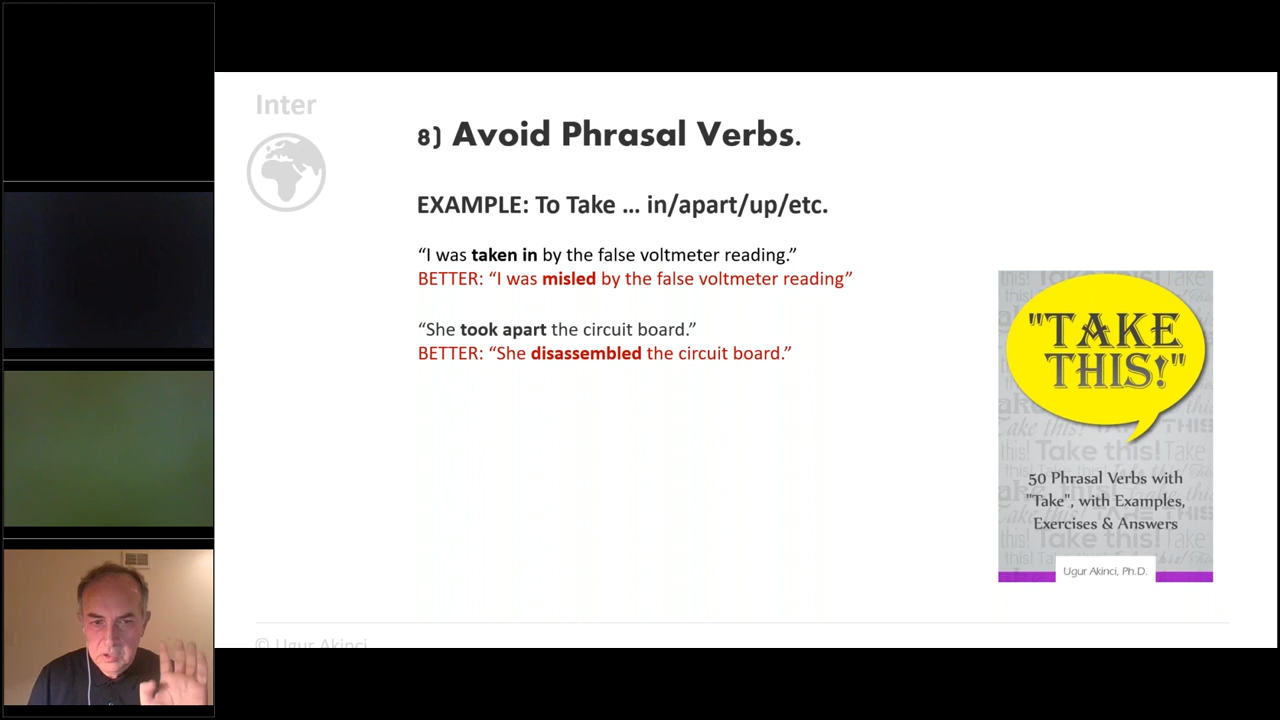 Inter
8) Avoid Phrasal Verbs.
EXAMPLE: To Take ... in/apart/up/etc.
“I was taken in by the false voltmeter reading.”
BETTER: “I was misled by the false voltmeter reading”
“She took apart the circuit board.”
BETTER: “She disassembled the circuit board.”
"TAKE
THIS!"
50 Phrasal Verbs with
"Take", with Examples,
Exercises & Answers
Ugur Akinci, Ph.D.
© Ugur Akinci